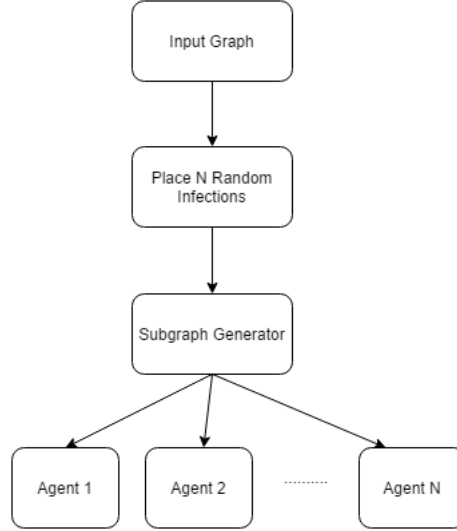 Input Graph
Place N Random
Infections
Subgraph Generator
Agent 1
Agent 2
Agent N